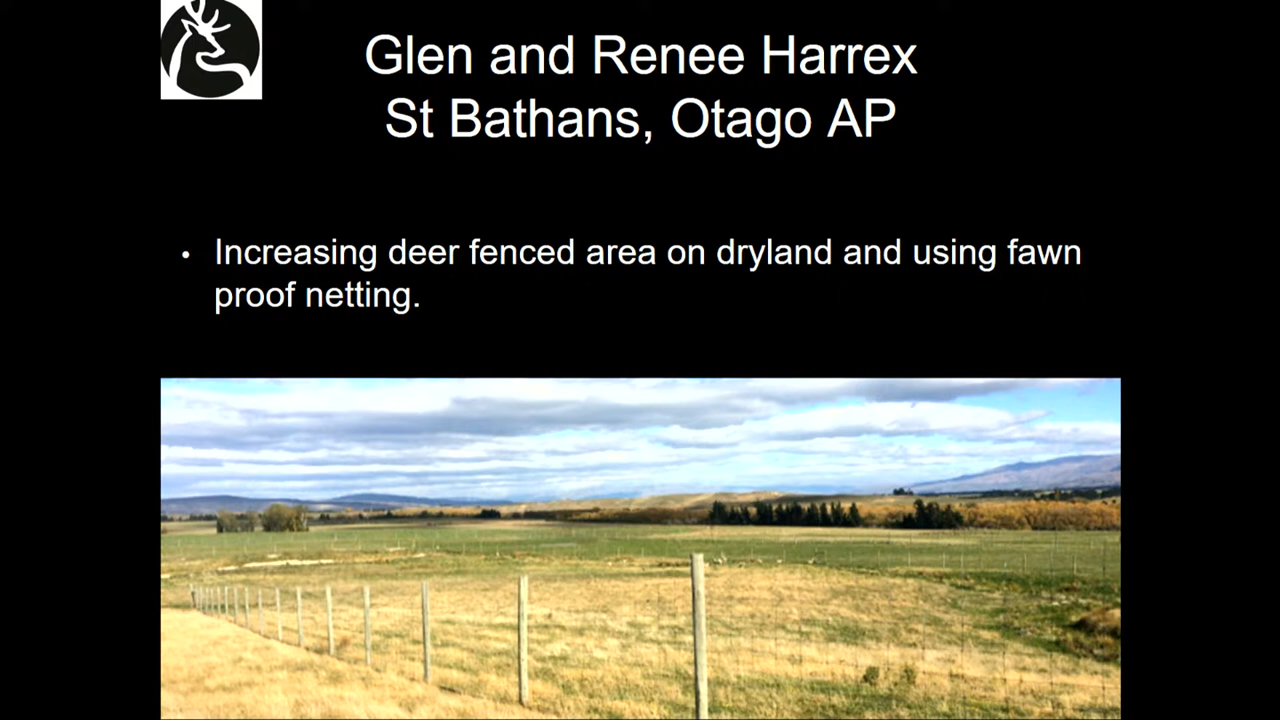 Glen and Renee Harrex
St Bathans, Otago AP
• Increasing deer fenced area on dryland and using fawn
proof netting.